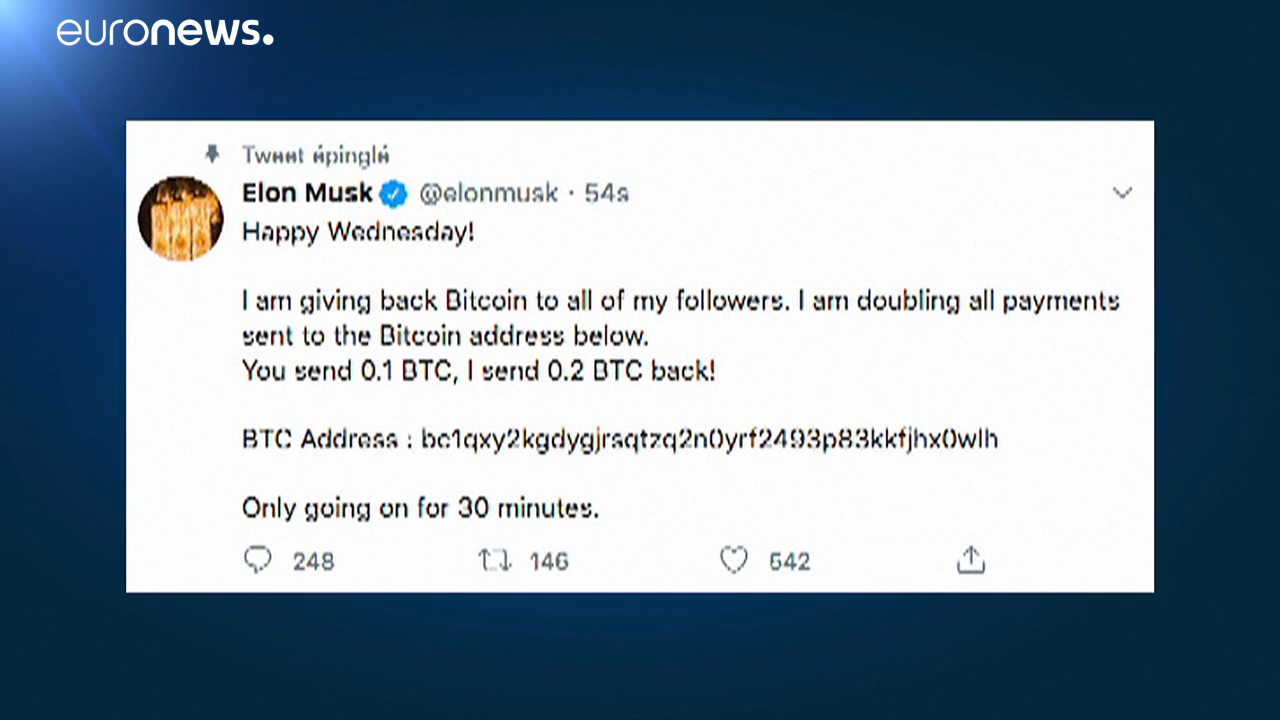 euronews.
Tweet épinglé
Elon Musk @elonmusk · 54s
Happy Wednesday!
I am giving back Bitcoin to all of my followers. I am doubling all payments
sent to the Bitcoin address below.
You send 0.1 BTC, I send 0.2 BTC back!
BTC Address : bc1qxy2kgdygjrsqtzq2n0yrf2493p83kkfjhx0wlh
Only going on for 30 minutes.
248 146 542